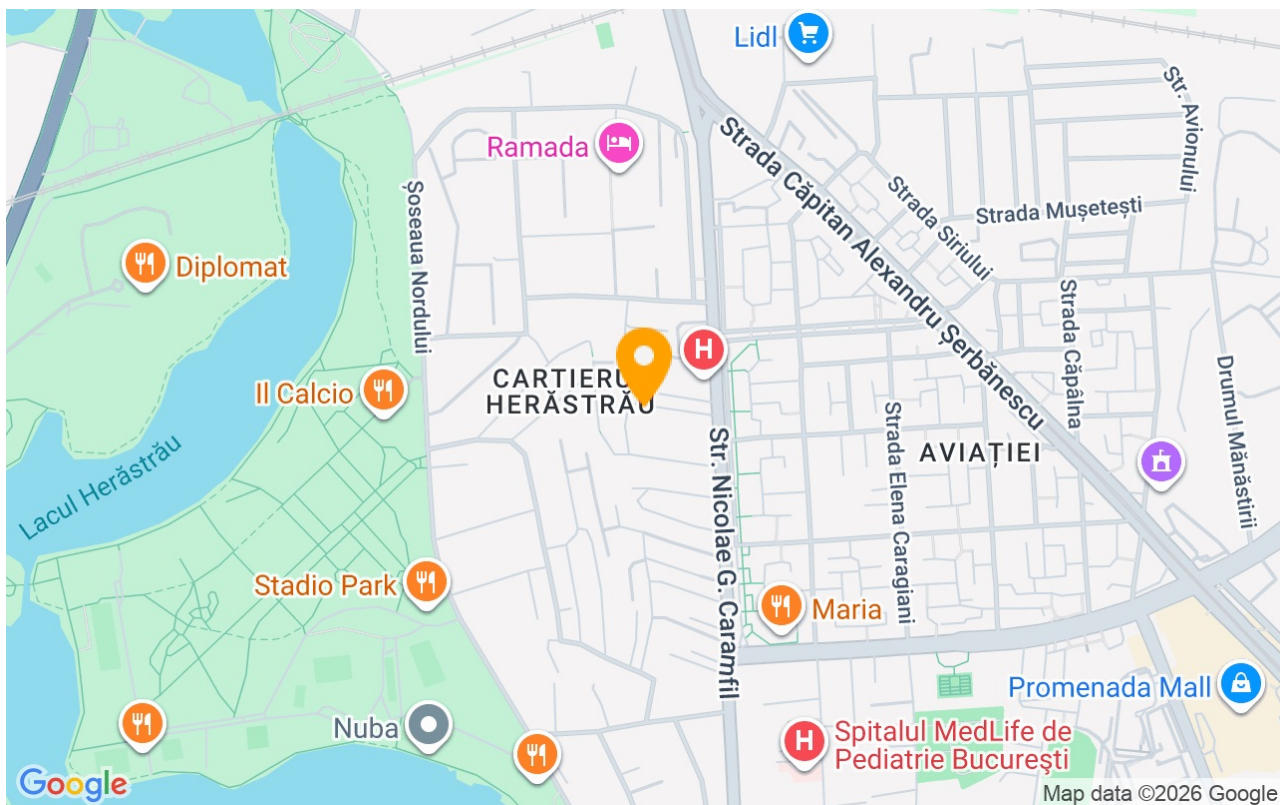 Lidl
Str. Avionului
Ramada
Strada Căpitan Alexandru Șerbănescu
Șoseaua Nordului
Strada Siriului
Strada Mușetești
Diplomat
Strada Căpâlna
Drumul Mănăstirii
H
CARTIERU
HERĂSTRĂU
Il Calcio
Str. Nicolae G. Caramfil
Strada Elena Caragiani
AVIAȚIEI
Lacul Herăstrău
Stadio Park
Maria
Promenada Mall
Nuba
H
Spitalul MedLife de
Pediatrie București
Google
Map data ©2026 Google